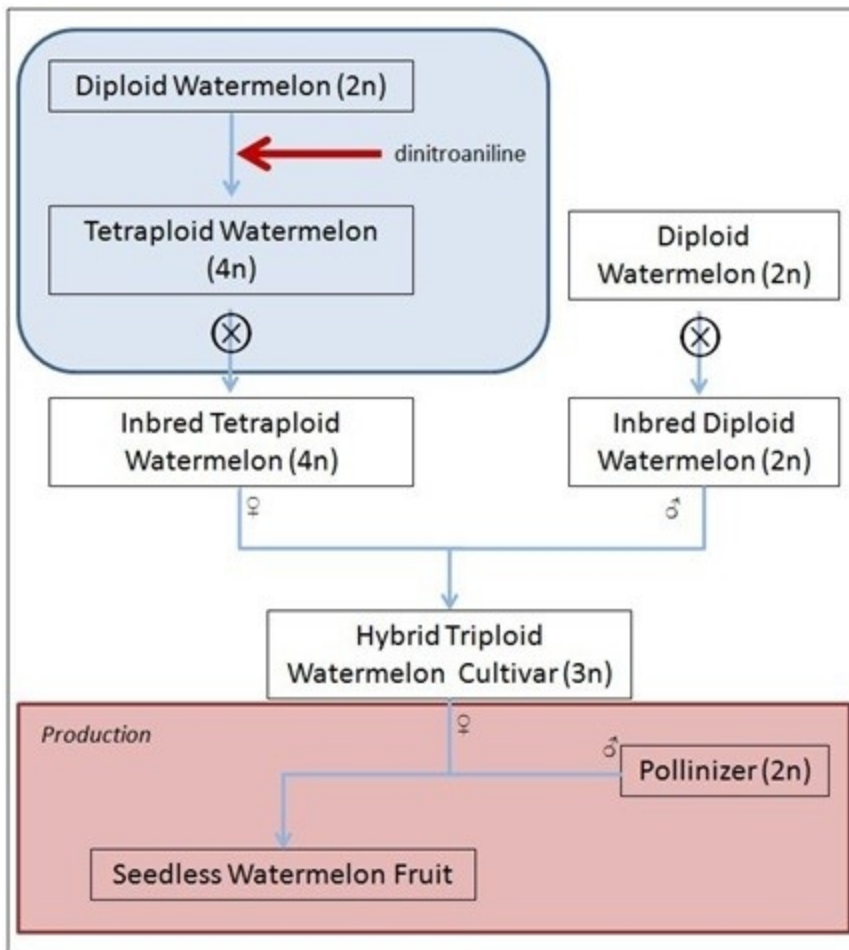 Diploid Watermelon (2n)
dinitroaniline
Tetraploid Watermelon
(4n)
Diploid
Watermelon (2n)
Inbred Tetraploid
Watermelon (4n)
Inbred Diploid
Watermelon (2n)
♀
♂
Hybrid Triploid
Watermelon Cultivar (3n)
Production
♀
♂
Pollinizer (2n)
Seedless Watermelon Fruit